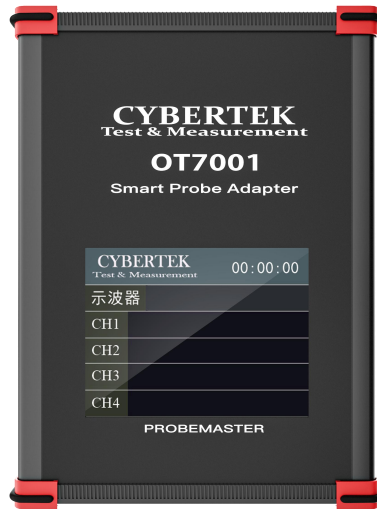 CYBERTEK
Test & Measurement
OT7001
Smart Probe Adapter
CYBERTEK 00:00:00
Test & Measurement
示波器
CH1
CH2
CH3
CH4
PROBEMASTER